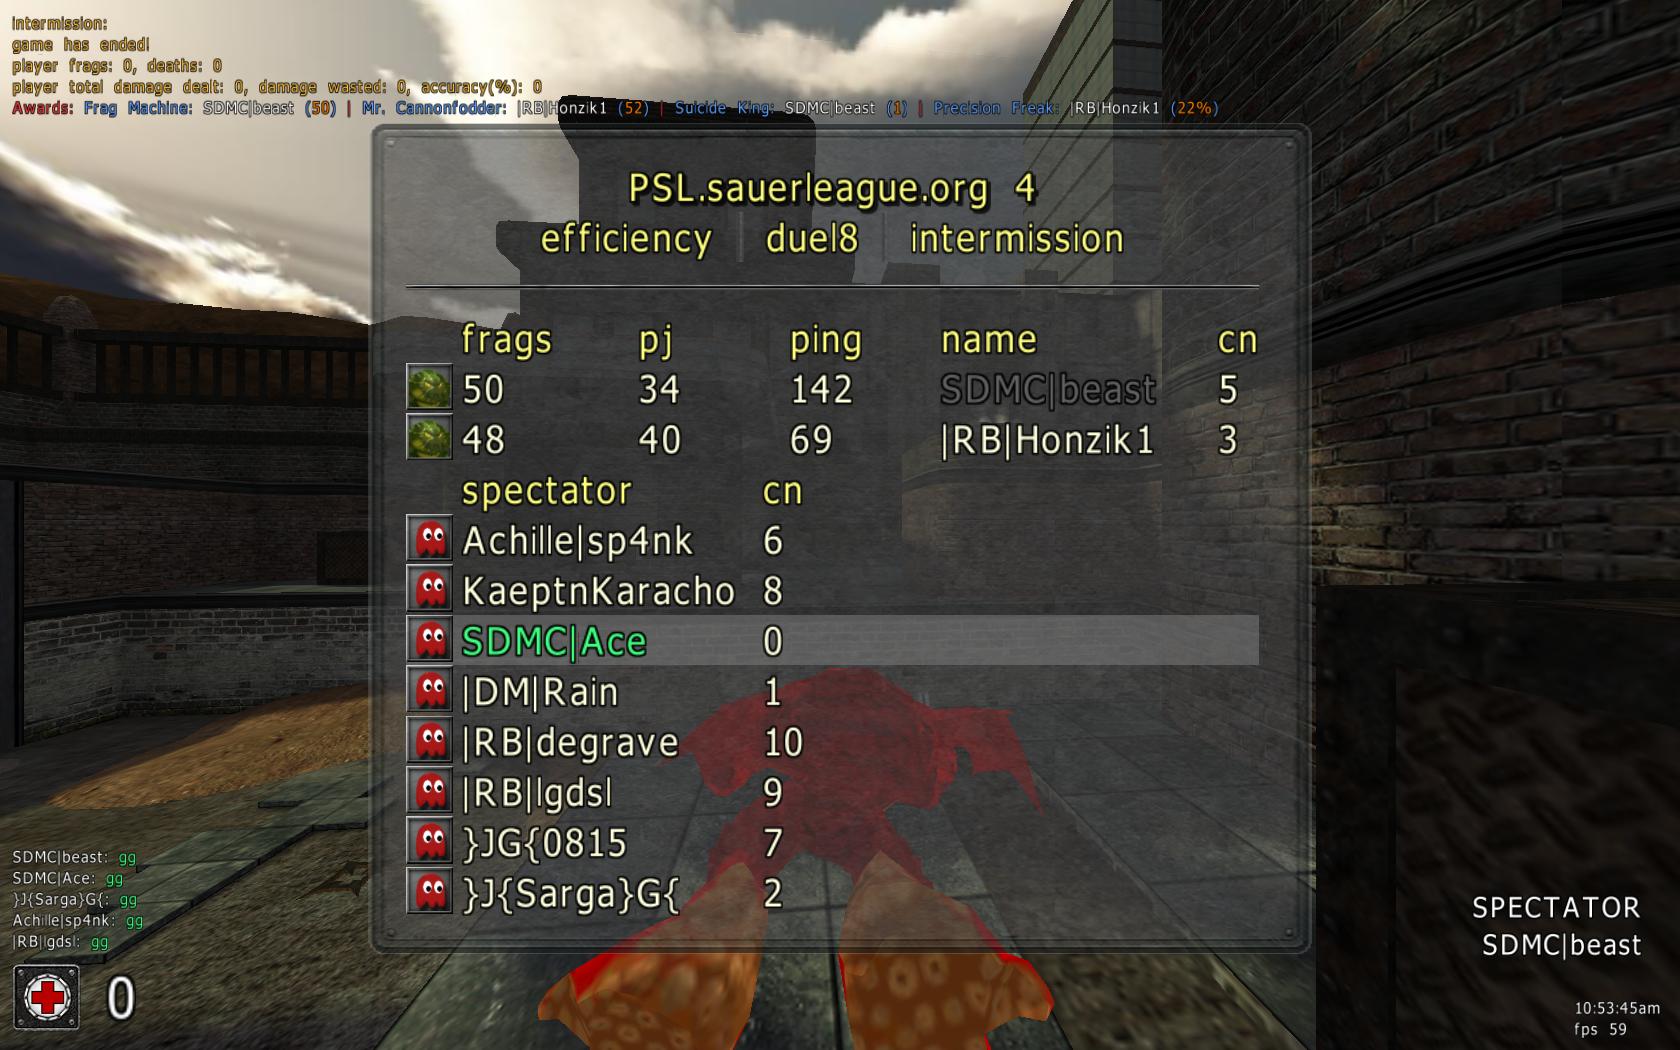 intermission:
game has ended!
player frags: 0, deaths: 0
player total damage dealt: 0, damage wasted: 0, accuracy(%): 0
Awards: Frag Machine: SDMC|beast (50) | Mr. Cannonfodder: |RB|Honzik1 (52) | Suicide King: SDMC|beast (1) | Precision Freak: |RB|Honzik1 (22%)
PSL.sauerleague.org 4
efficiency duel8 intermission
frags pj ping name cn
50 34 142 SDMC|beast 5
48 40 69 |RB|Honzik1 3
spectator cn
Achille|sp4nk 6
KaeptnKaracho 8
SDMC|Ace 0
|DM|Rain 1
|RB|degrave 10
|RB|lgdsl 9
}JG{0815 7
}J{Sarga}G{ 2
SDMC|beast: gg
SDMC|Ace: gg
}J{Sarga}G{: gg
Achille|sp4nk: gg
|RB|lgdsl: gg
0
SPECTATOR
SDMC|beast
10:53:45am
fps 59